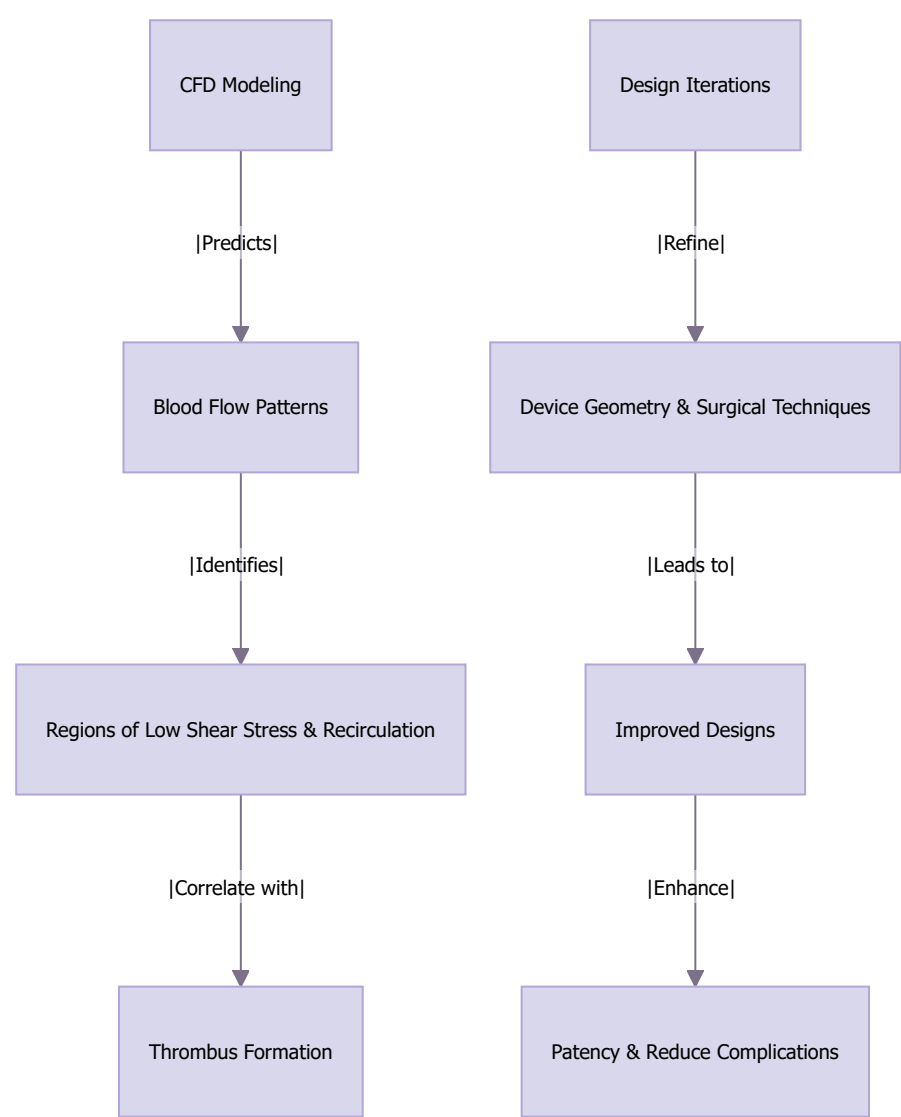 CFD Modeling
Design Iterations
|Predicts|
|Refine|
Blood Flow Patterns
Device Geometry & Surgical Techniques
|Identifies|
|Leads to|
Regions of Low Shear Stress & Recirculation
Improved Designs
|Correlate with|
|Enhance|
Thrombus Formation
Patency & Reduce Complications